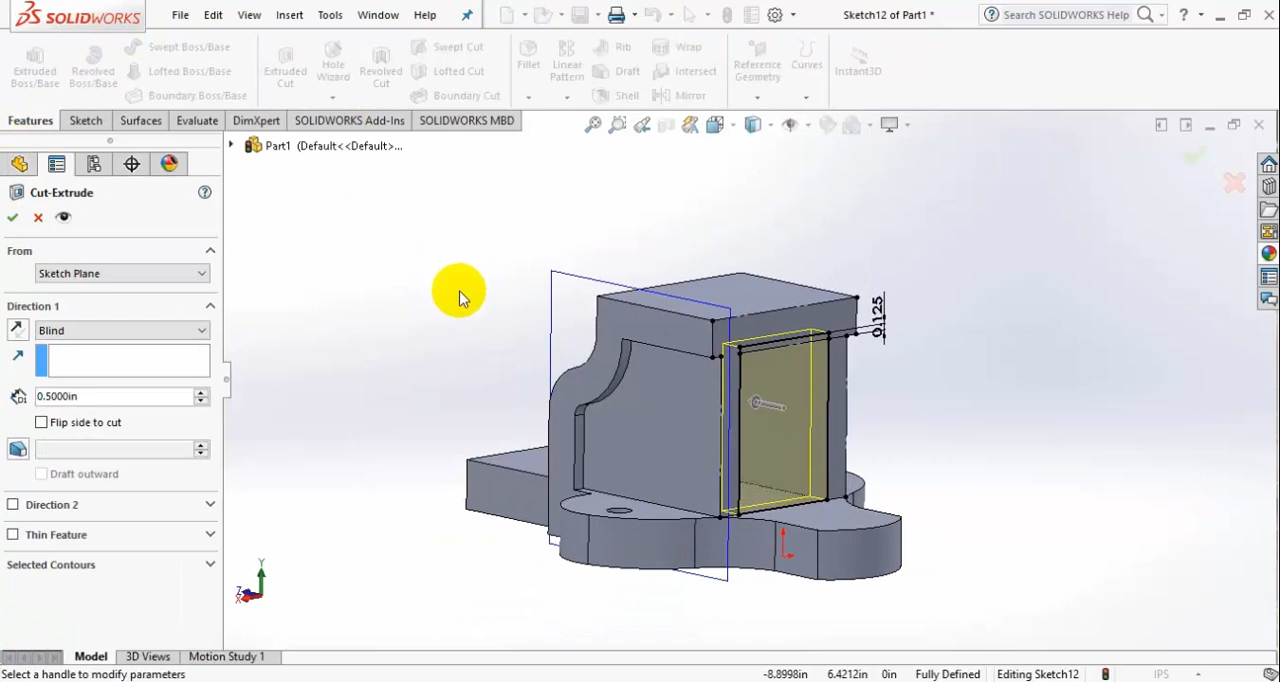 SOLIDWORKS File Edit View Insert Tools Window Help Sketch12 of Part1 * Search SOLIDWORKS Help
Extruded Boss/Base
Revolved Boss/Base
Swept Boss/Base
Lofted Boss/Base
Boundary Boss/Base
Extruded Cut
Hole Wizard
Revolved Cut
Swept Cut
Lofted Cut
Boundary Cut
Fillet
Linear Pattern
Rib
Draft
Shell
Wrap
Intersect
Mirror
Reference Geometry
Curves
Instant3D
Features Sketch Surfaces Evaluate DimXpert SOLIDWORKS Add-Ins SOLIDWORKS MBD
Part1 (Default<<Default>...
Cut-Extrude
From
Sketch Plane
Direction 1
Blind
0.5000in
Flip side to cut
Draft outward
Direction 2
Thin Feature
Selected Contours
0.125
Y
Z
X
Model 3D Views Motion Study 1
Select a handle to modify parameters -8.8998in 6.4212in 0in Fully Defined Editing Sketch12 IPS